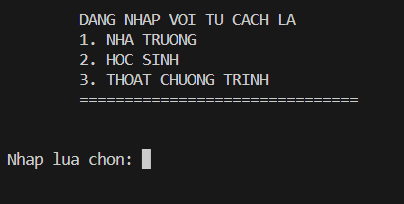 DANG NHAP VOI TU CACH LA
1. NHA TRUONG
2. HOC SINH
3. THOAT CHUONG TRINH
===============================
Nhap lua chon: